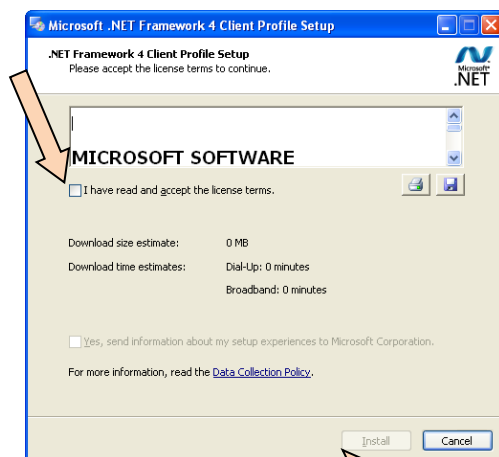 Microsoft .NET Framework 4 Client Profile Setup
.NET Framework 4 Client Profile Setup
Please accept the license terms to continue.
Microsoft
.NET
MICROSOFT SOFTWARE
I have read and accept the license terms.
Download size estimate: 0 MB
Download time estimates: Dial-Up: 0 minutes
Broadband: 0 minutes
Yes, send information about my setup experiences to Microsoft Corporation.
For more information, read the Data Collection Policy.
Install Cancel